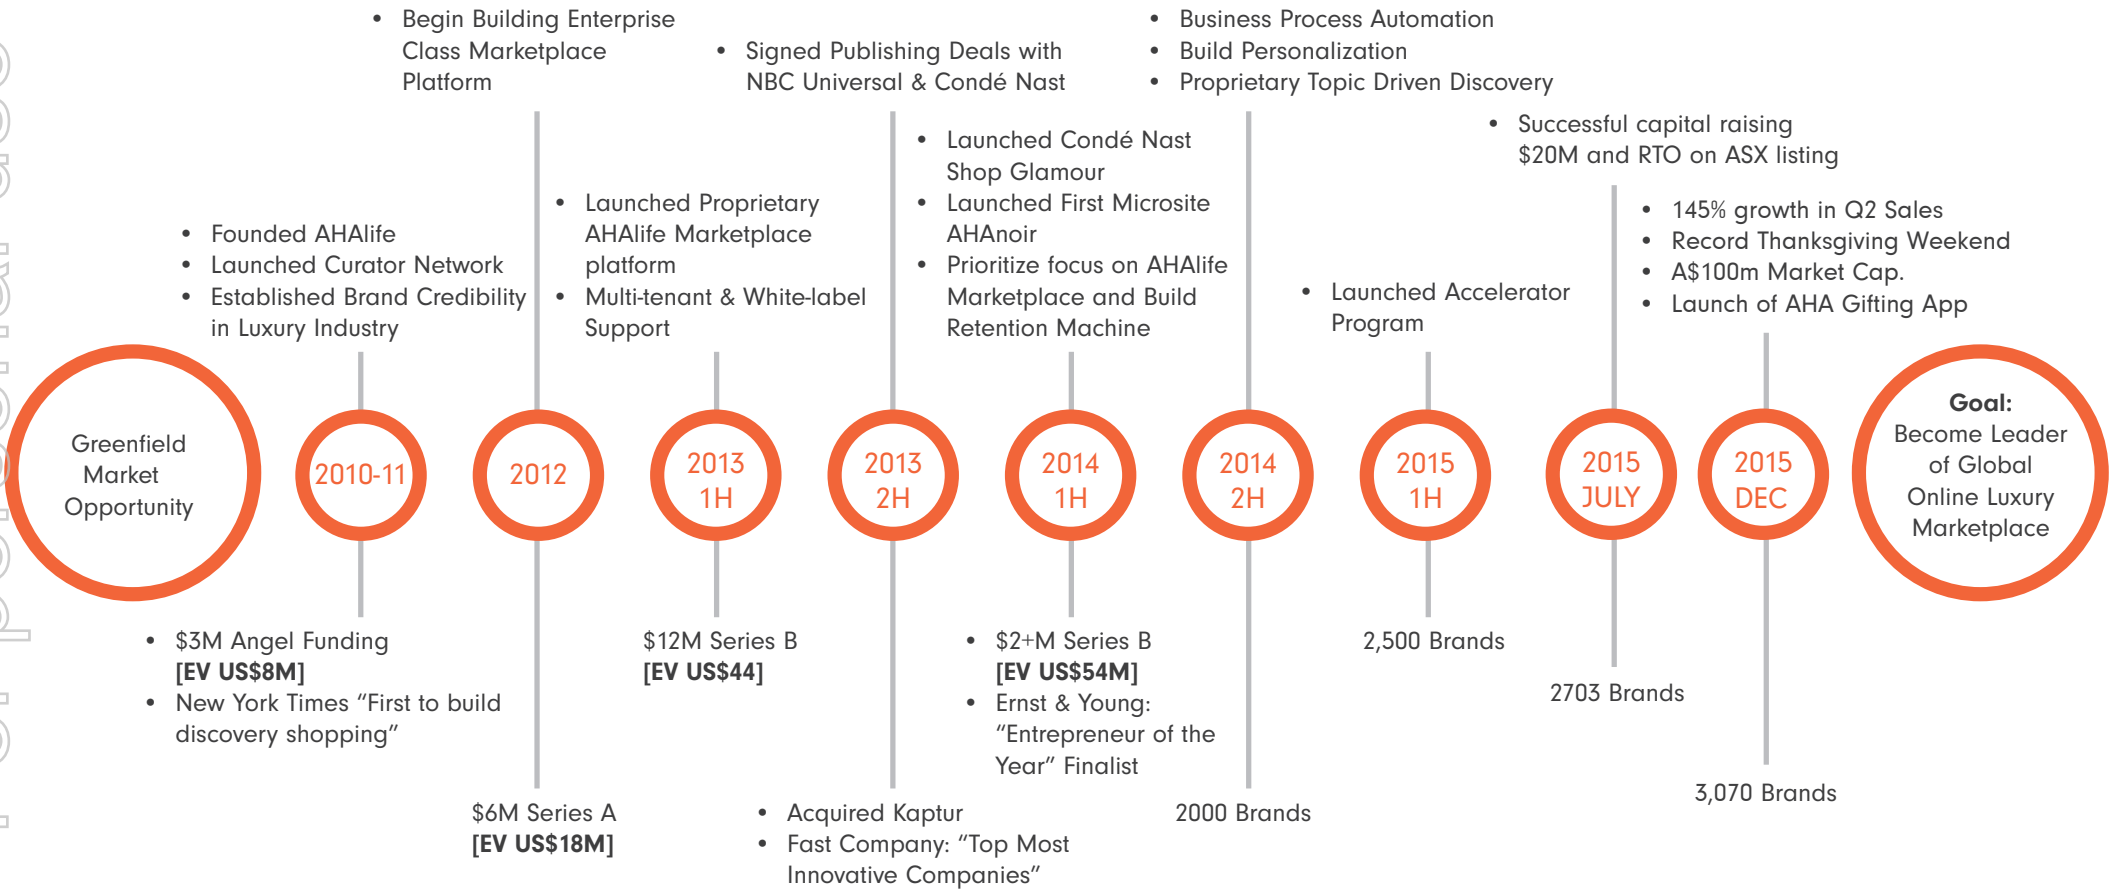 • Begin Building Enterprise
Class Marketplace
Platform
• Signed Publishing Deals with
NBC Universal & Condé Nast
• Business Process Automation
• Build Personalization
• Proprietary Topic Driven Discovery
• Successful capital raising
$20M and RTO on ASX listing
• Founded AHAlife
• Launched Curator Network
• Established Brand Credibility
in Luxury Industry
• Launched Proprietary
AHAlife Marketplace
platform
• Multi-tenant & White-label
Support
• Launched Condé Nast
Shop Glamour
• Launched First Microsite
AHAnoir
• Prioritize focus on AHAlife
Marketplace and Build
Retention Machine
• Launched Accelerator
Program
• 145% growth in Q2 Sales
• Record Thanksgiving Weekend
• A$100m Market Cap.
• Launch of AHA Gifting App
Greenfield
Market
Opportunity
2010-11
2012
2013
1H
2013
2H
2014
1H
2014
2H
2015
1H
2015
JULY
2015
DEC
Goal:
Become Leader
of Global
Online Luxury
Marketplace
• $3M Angel Funding
[EV US$8M]
• New York Times “First to build
discovery shopping”
$6M Series A
[EV US$18M]
$12M Series B
[EV US$44]
• Acquired Kaptur
• Fast Company: “Top Most
Innovative Companies”
• $2+M Series B
[EV US$54M]
• Ernst & Young:
“Entrepreneur of the
Year” Finalist
2000 Brands
2,500 Brands
2703 Brands
3,070 Brands